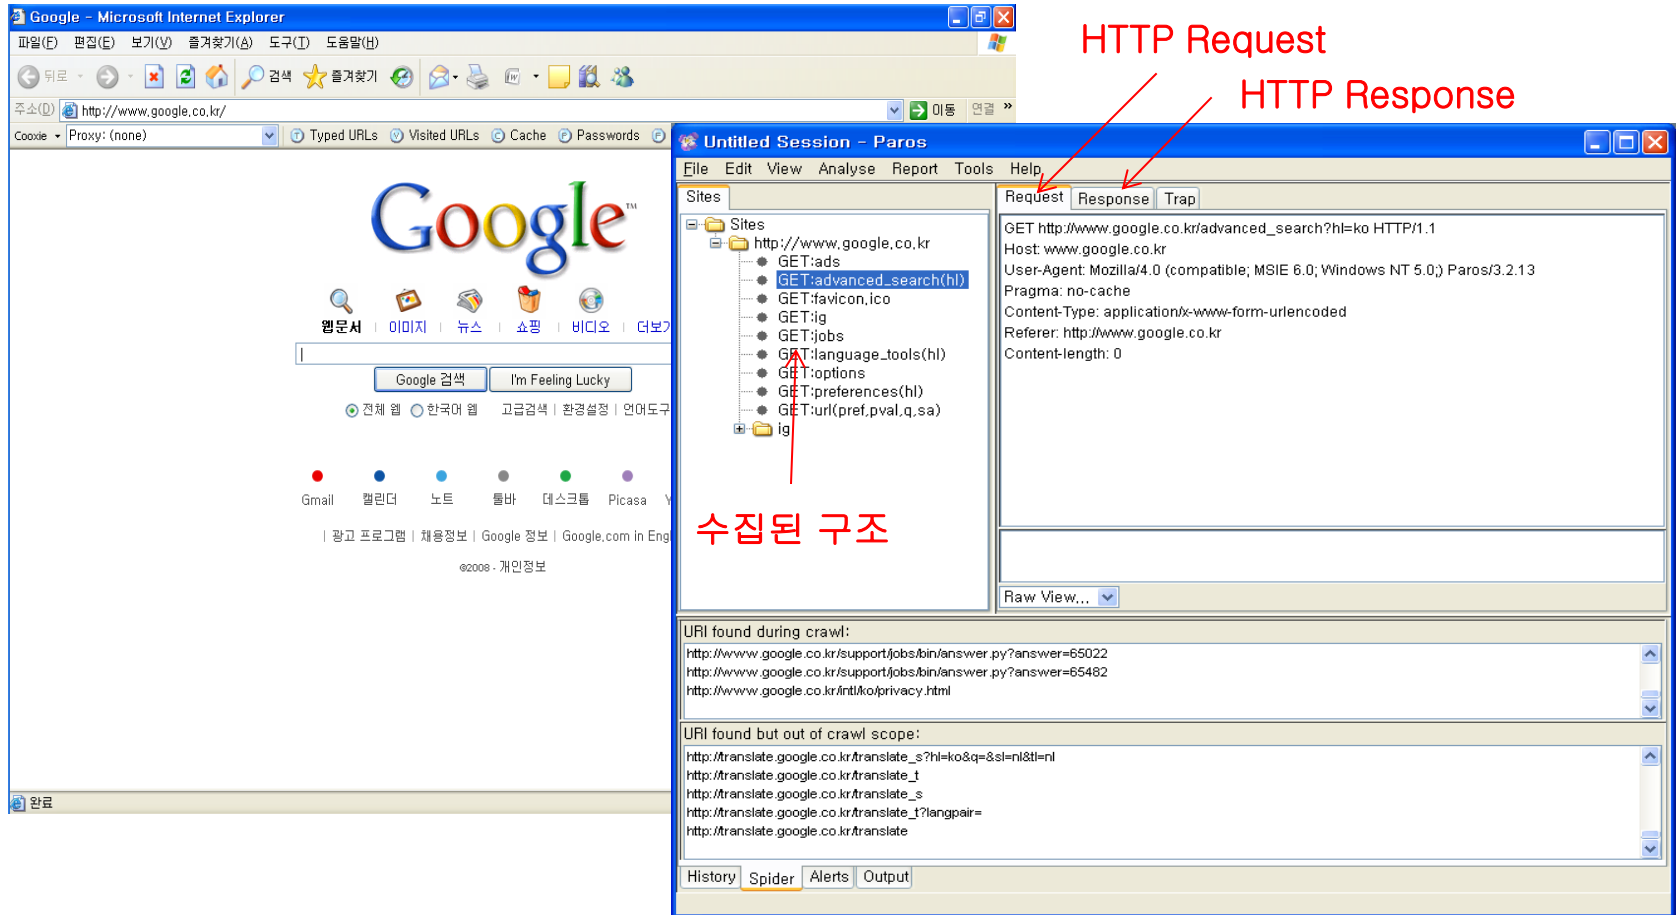 Google - Microsoft Internet Explorer
파일(F) 편집(E) 보기(V) 즐겨찾기(A) 도구(T) 도움말(H)
뒤로 검색 즐겨찾기
주소(D) http://www.google.co.kr/ 이동 연결 »
Cooxie Proxy: (none) Typed URLs Visited URLs Cache Passwords
Google™
웹문서 이미지 뉴스 쇼핑 비디오 더보기
Google 검색 I'm Feeling Lucky
전체 웹 한국어 웹 고급검색 | 환경설정 | 언어도구
Gmail 캘린더 노트 툴바 데스크톱 Picasa
| 광고 프로그램 | 채용정보 | Google 정보 | Google.com in Engl
©2008 - 개인정보
완료
HTTP Request
HTTP Response
Untitled Session - Paros
File Edit View Analyse Report Tools Help
Sites
Sites
http://www.google.co.kr
GET:ads
GET:advanced_search(hl)
GET:favicon.ico
GET:ig
GET:jobs
GET:language_tools(hl)
GET:options
GET:preferences(hl)
GET:url(pref,pval,q,sa)
ig
수집된 구조
Request Response Trap
GET http://www.google.co.kr/advanced_search?hl=ko HTTP/1.1
Host: www.google.co.kr
User-Agent: Mozilla/4.0 (compatible; MSIE 6.0; Windows NT 5.0;) Paros/3.2.13
Pragma: no-cache
Content-Type: application/x-www-form-urlencoded
Referer: http://www.google.co.kr
Content-length: 0
Raw View...
URI found during crawl:
http://www.google.co.kr/support/jobs/bin/answer.py?answer=65022
http://www.google.co.kr/support/jobs/bin/answer.py?answer=65482
http://www.google.co.kr/intl/ko/privacy.html
URI found but out of crawl scope:
http://translate.google.co.kr/translate_s?hl=ko&q=&sl=nl&tl=nl
http://translate.google.co.kr/translate_t
http://translate.google.co.kr/translate_s
http://translate.google.co.kr/translate_t?langpair=
http://translate.google.co.kr/translate
History Spider Alerts Output